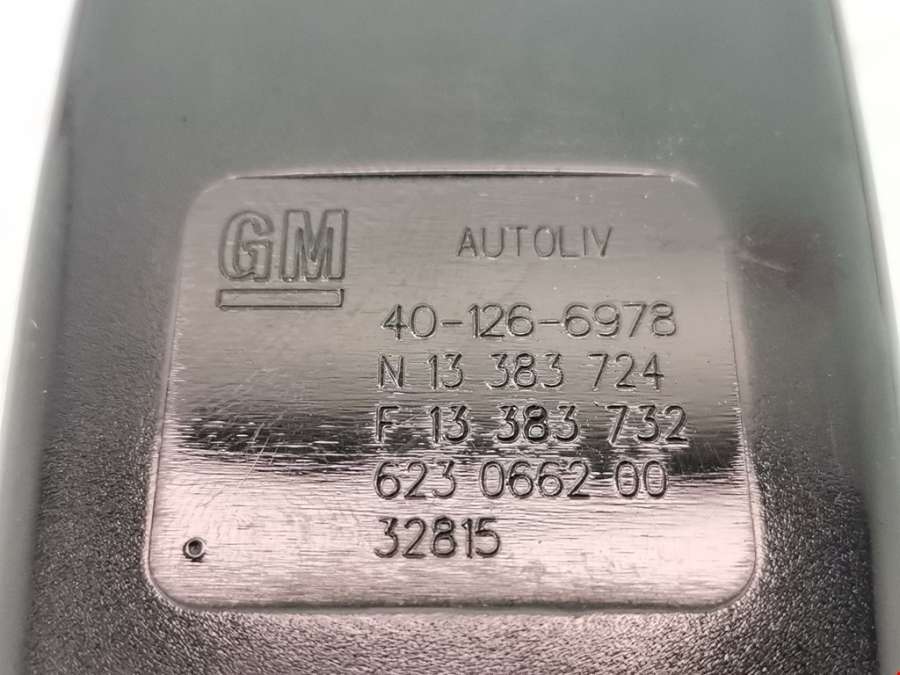 GM AUTOLIV
40-126-6978
N 13 383 724
F 13 383 732
623 0662 00
32815